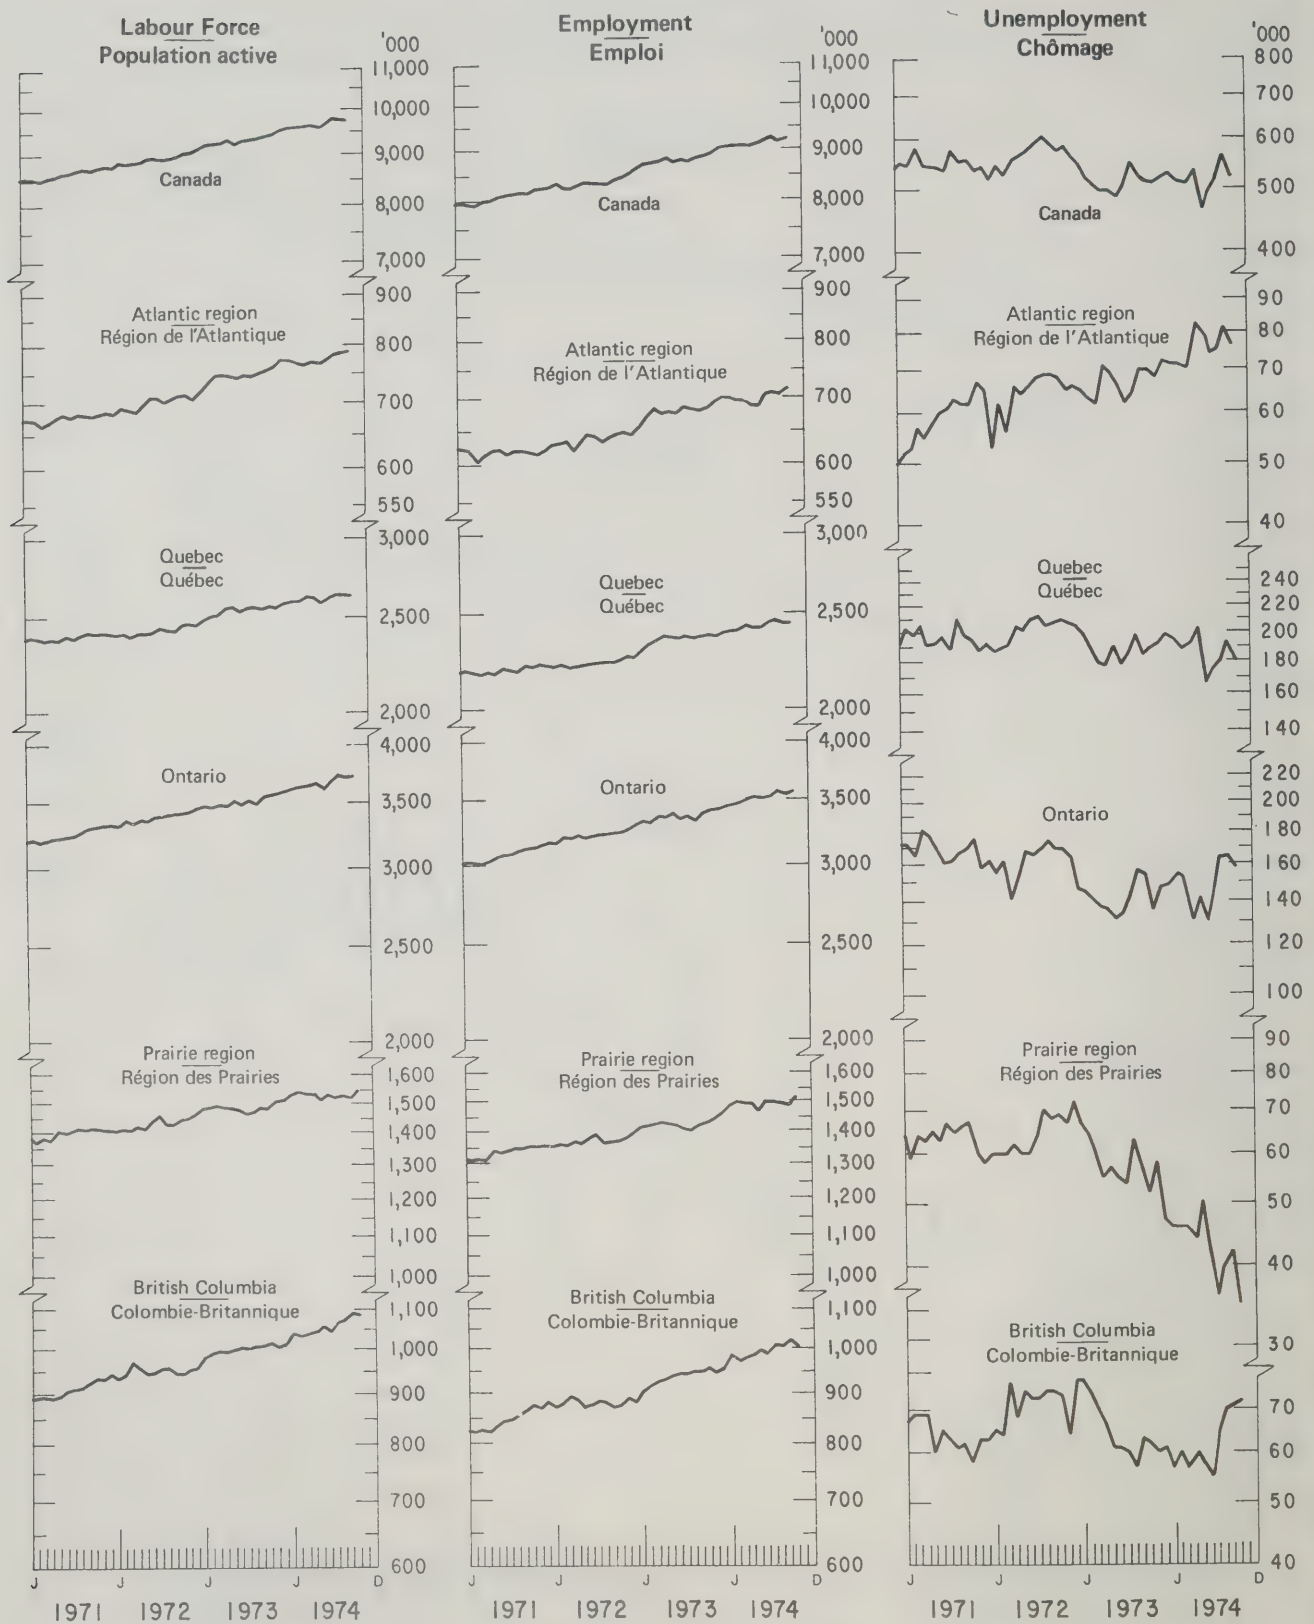 Labour Force
Population active
'000
11,000
10,000
9,000
8,000
7,000
Canada
Atlantic region
Région de l'Atlantique
900
800
700
600
550
Quebec
Québec
3,000
2,500
2,000
Ontario
4,000
3,500
3,000
2,500
2,000
Prairie region
Région des Prairies
1,600
1,500
1,400
1,300
1,200
1,100
1,000
British Columbia
Colombie-Britannique
1,100
1,000
900
800
700
600
J J J J D
1971 1972 1973 1974
Employment
Emploi
'000
11,000
10,000
9,000
8,000
7,000
Canada
Atlantic region
Région de l'Atlantique
900
800
700
600
550
Quebec
Québec
3,000
2,500
2,000
Ontario
4,000
3,500
3,000
2,500
2,000
Prairie region
Région des Prairies
1,600
1,500
1,400
1,300
1,200
1,100
1,000
British Columbia
Colombie-Britannique
1,100
1,000
900
800
700
600
J J J J D
1971 1972 1973 1974
Unemployment
Chômage
'000
800
700
600
500
400
Canada
Atlantic region
Région de l'Atlantique
90
80
70
60
50
40
Quebec
Québec
240
220
200
180
160
140
Ontario
220
200
180
160
140
120
100
Prairie region
Région des Prairies
90
80
70
60
50
40
30
British Columbia
Colombie-Britannique
70
60
50
40
J J J J D
1971 1972 1973 1974